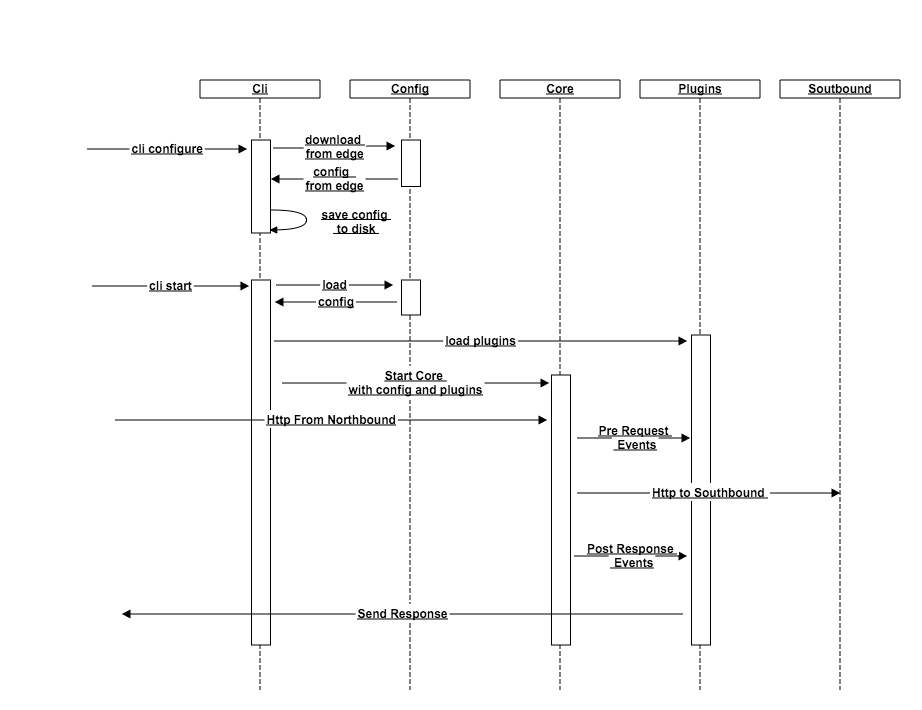 Cli
Config
Core
Plugins
Soutbound
cli configure
download
from edge
config
from edge
save config
to disk
cli start
load
config
load plugins
Start Core
with config and plugins
Http From Northbound
Pre Request
Events
Http to Southbound
Post Response
Events
Send Response